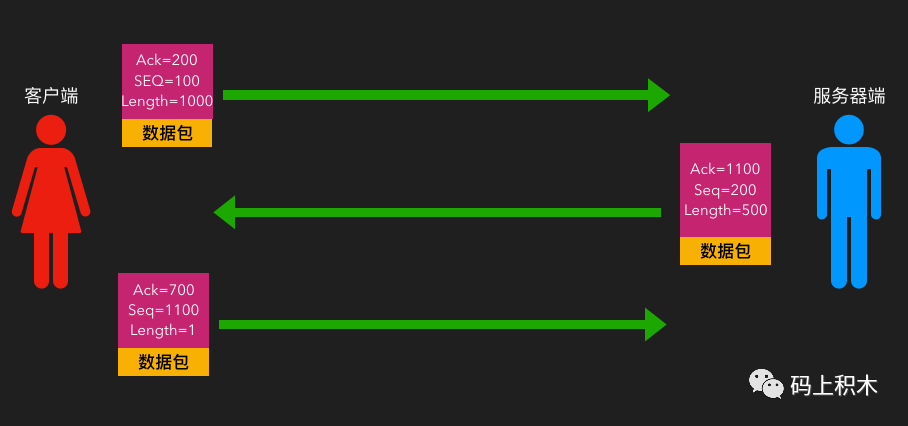 客户端
Ack=200
SEQ=100
Length=1000
数据包
服务器端
Ack=1100
Seq=200
Length=500
数据包
Ack=700
Seq=1100
Length=1
数据包
码上积木